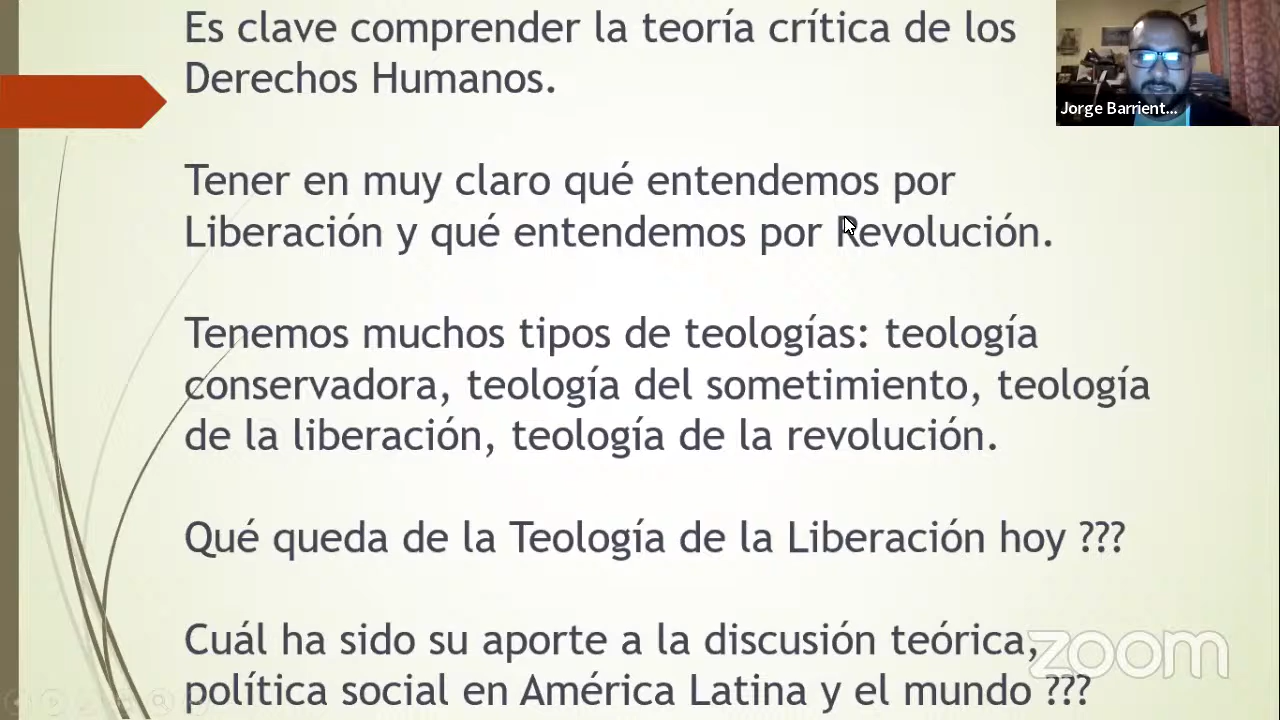 Es clave comprender la teoría crítica de los
Derechos Humanos.
Jorge Barrient...
Tener en muy claro qué entendemos por
Liberación y qué entendemos por Revolución.
Tenemos muchos tipos de teologías: teología
conservadora, teología del sometimiento, teología
de la liberación, teología de la revolución.
Qué queda de la Teología de la Liberación hoy ???
Cuál ha sido su aporte a la discusión teórica,
política social en América Latina y el mundo ???
zoom